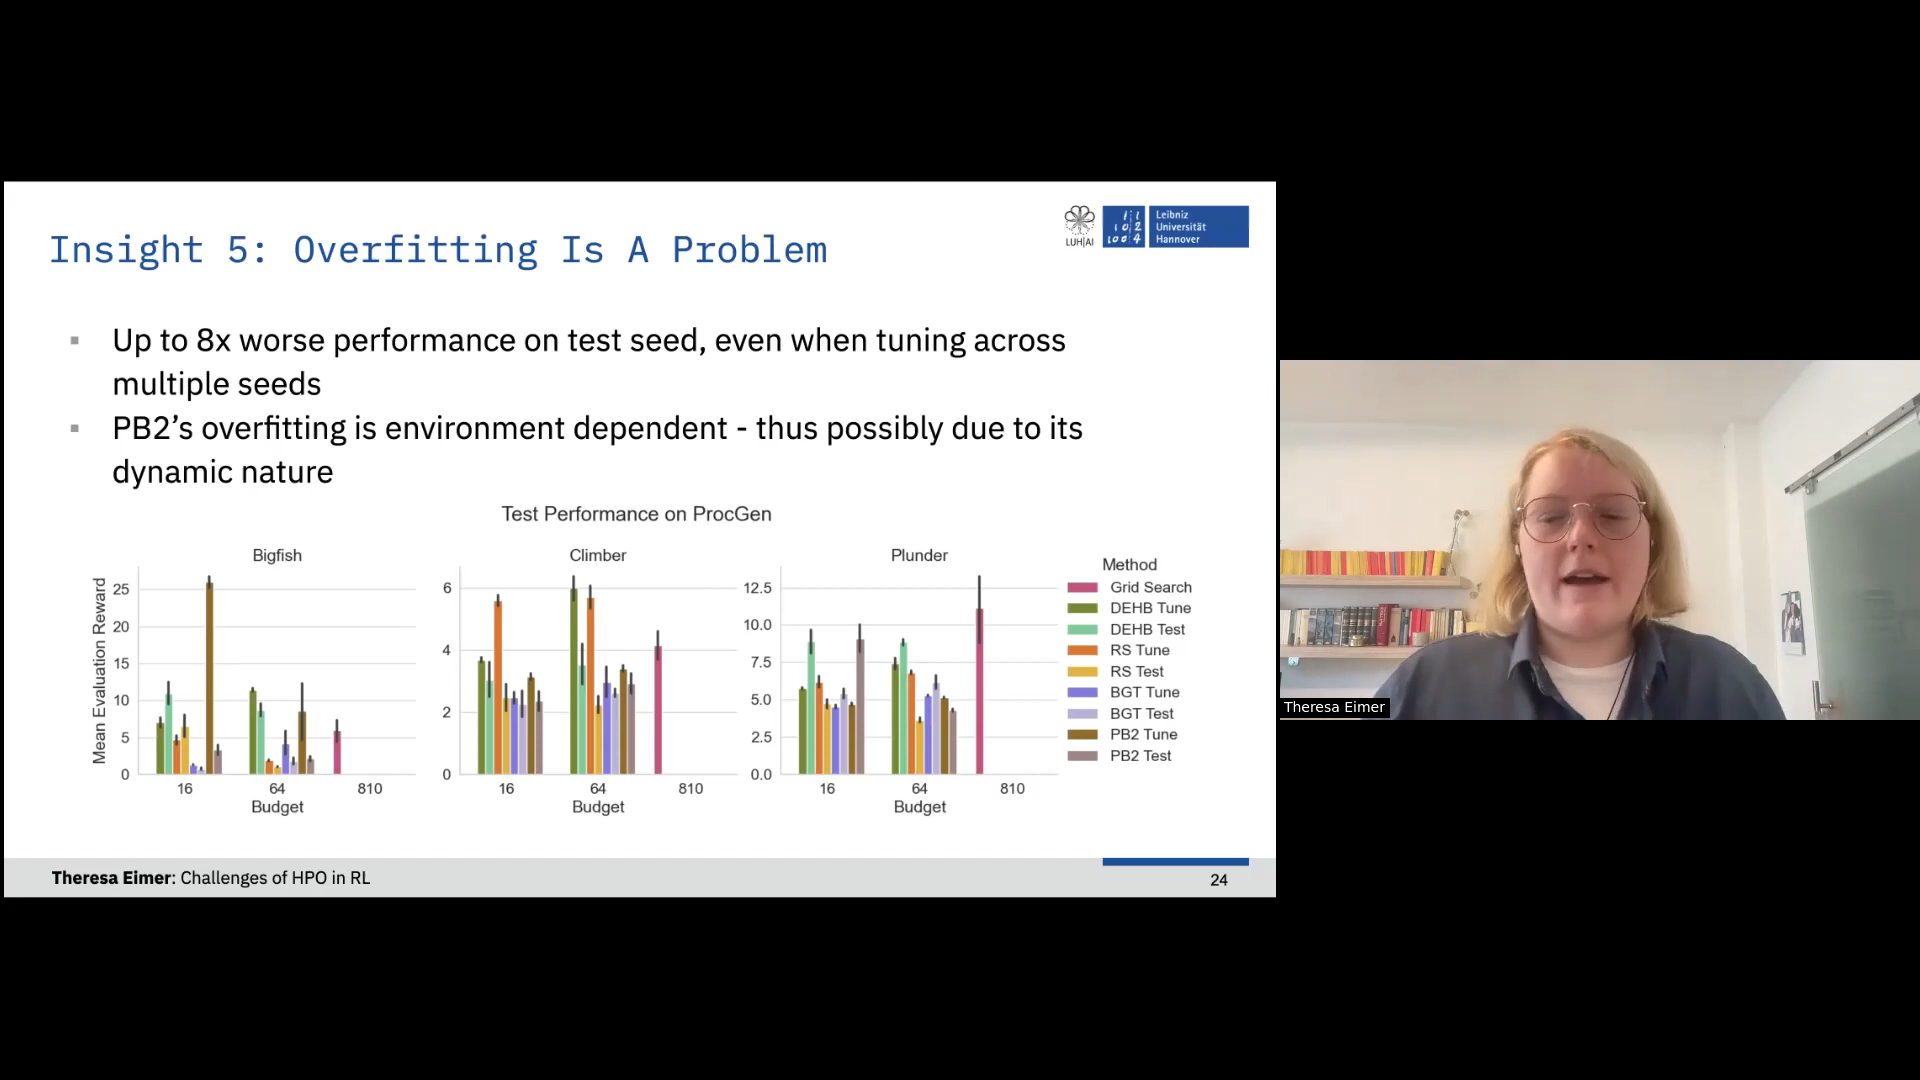 Insight 5: Overfitting Is A Problem
LUH|AI
Leibniz
Universität
Hannover
Up to 8x worse performance on test seed, even when tuning across
multiple seeds
PB2’s overfitting is environment dependent - thus possibly due to its
dynamic nature
Test Performance on ProcGen
Bigfish
Climber
Plunder
Mean Evaluation Reward
25
20
15
10
5
0
16
64
810
Budget
6
4
2
0
16
64
810
Budget
12.5
10.0
7.5
5.0
2.5
0.0
16
64
810
Budget
Method
Grid Search
DEHB Tune
DEHB Test
RS Tune
RS Test
BGT Tune
BGT Test
PB2 Tune
PB2 Test
Theresa Eimer: Challenges of HPO in RL
24
Theresa Eimer